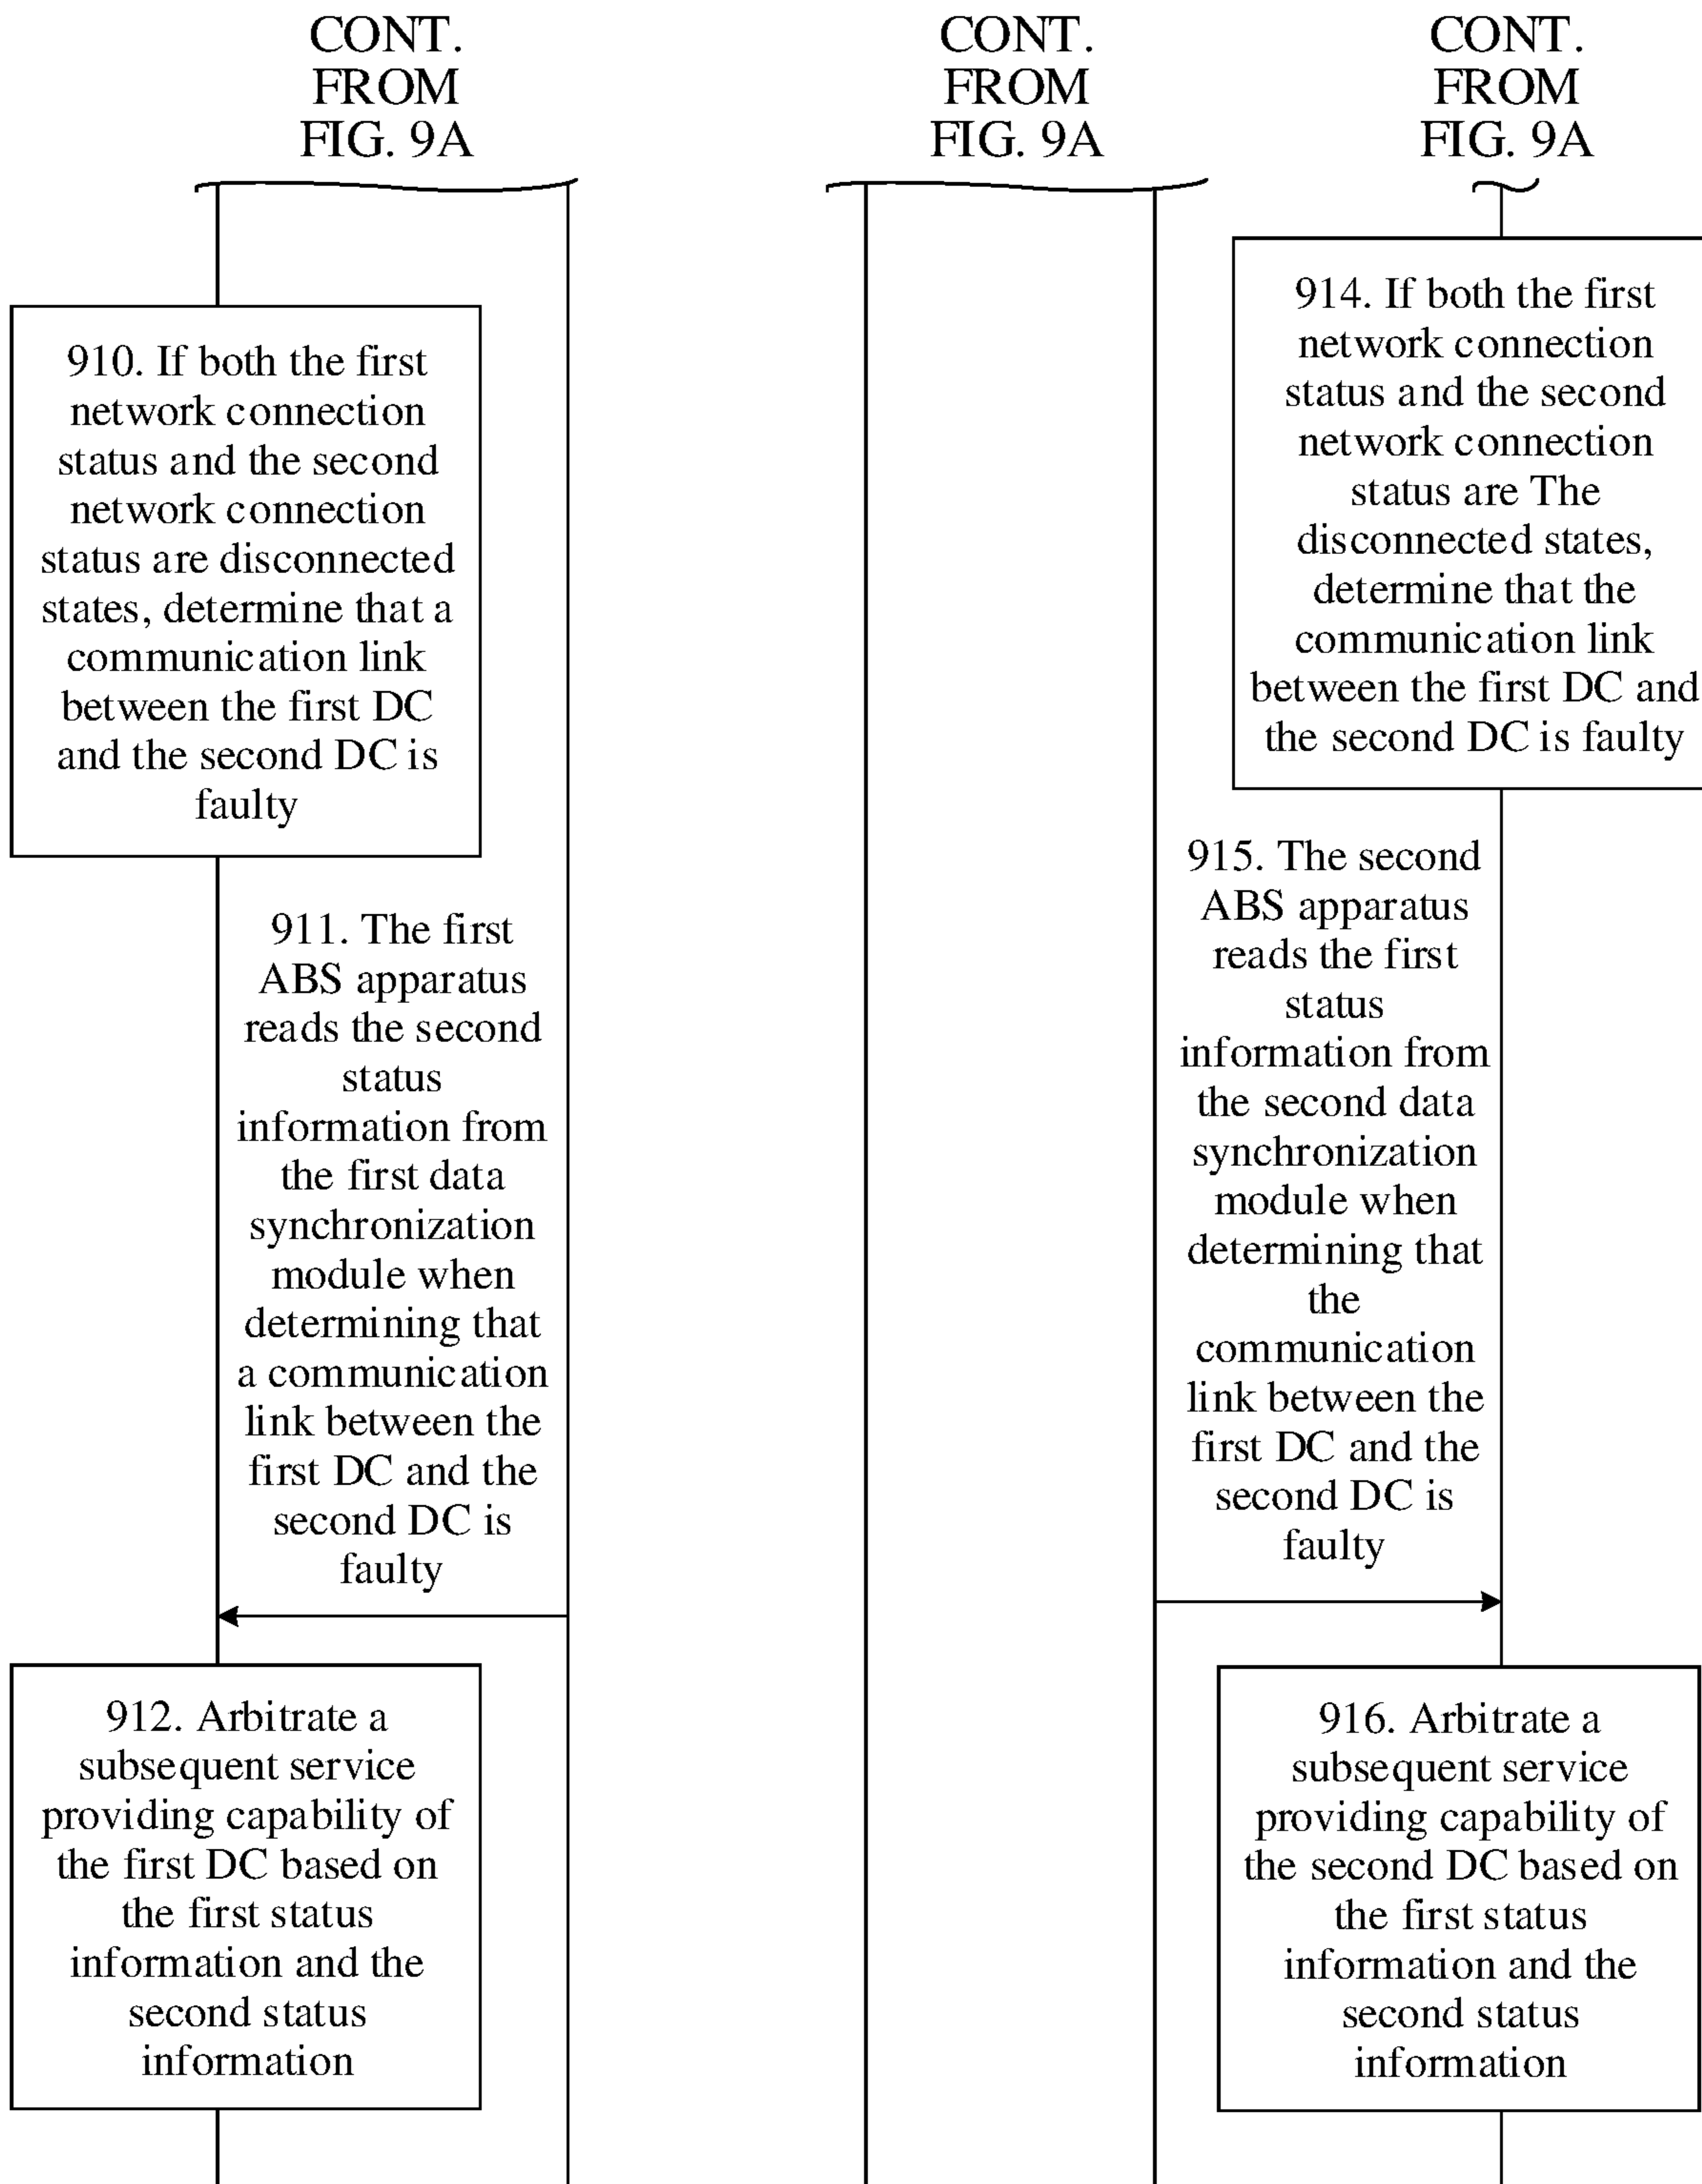 CONT.
FROM
FIG. 9A
CONT.
FROM
FIG. 9A
CONT.
FROM
FIG. 9A
910. If both the first
network connection
status and the second
network connection
status are disconnected
states, determine that a
communication link
between the first DC
and the second DC is
faulty
911. The first
ABS apparatus
reads the second
status
information from
the first data
synchronization
module when
determining that
a communication
link between the
first DC and the
second DC is
faulty
912. Arbitrate a
subsequent service
providing capability of
the first DC based on
the first status
information and the
second status
information
914. If both the first
network connection
status and the second
network connection
status are The
disconnected states,
determine that the
communication link
between the first DC and
the second DC is faulty
915. The second
ABS apparatus
reads the first
status
information from
the second data
synchronization
module when
determining that
the
communication
link between the
first DC and the
second DC is
faulty
916. Arbitrate a
subsequent service
providing capability of
the second DC based on
the first status
information and the
second status
information